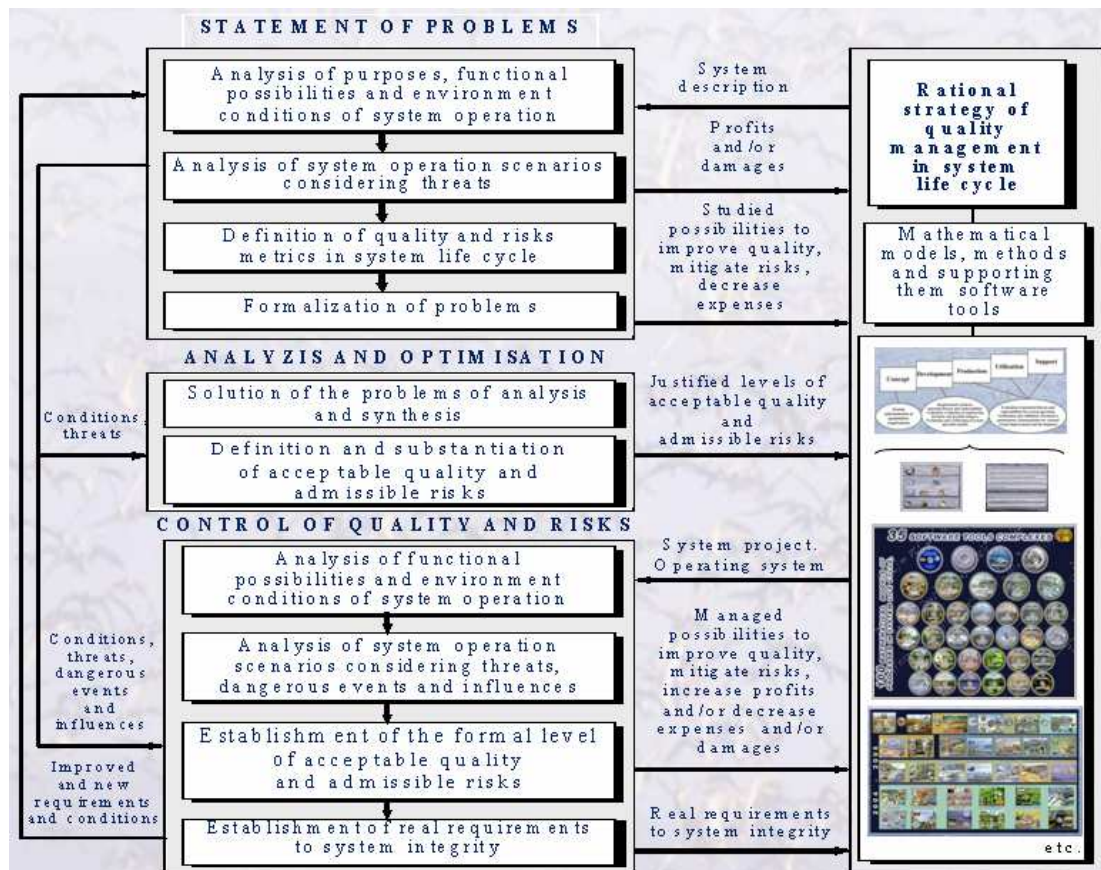 STATEMENT OF PROBLEMS
Analysis of purposes, functional
possibilities and environment
conditions of system operation
Analysis of system operation scenarios
considering threats
Definition of quality and risks
metrics in system life cycle
Formalization of problems
System
description
Profits
and/or
damages
Studied
possibilities to
improve quality,
mitigate risks,
decrease
expenses
Rational
strategy of
quality
management
in system
life cycle
Mathematical
models, methods
and supporting
them software
tools
ANALYZIS AND OPTIMISATION
Solution of the problems of analysis
and synthesis
Definition and substantiation
of acceptable quality and
admissible risks
Conditions,
threats
Justified levels of
acceptable quality
and
admissible risks
Concept
Development
Production
Utilization
Support
35 SOFTWARE TOOLS COMPLEXES
CONTROL OF QUALITY AND RISKS
Analysis of functional
possibilities and environment
conditions of system operation
Analysis of system operation
scenarios considering threats,
dangerous events and influences
Establishment of the formal level
of acceptable quality
and admissible risks
Establishment of real requirements
to system integrity
Conditions,
threats,
dangerous
events
and
influences
Improved
and new
requirements
and conditions
System project.
Operating system
Managed
possibilities to
improve quality,
mitigate risks,
increase profits
and/or decrease
expenses and/or
damages
Real requirements
to system integrity
etc.